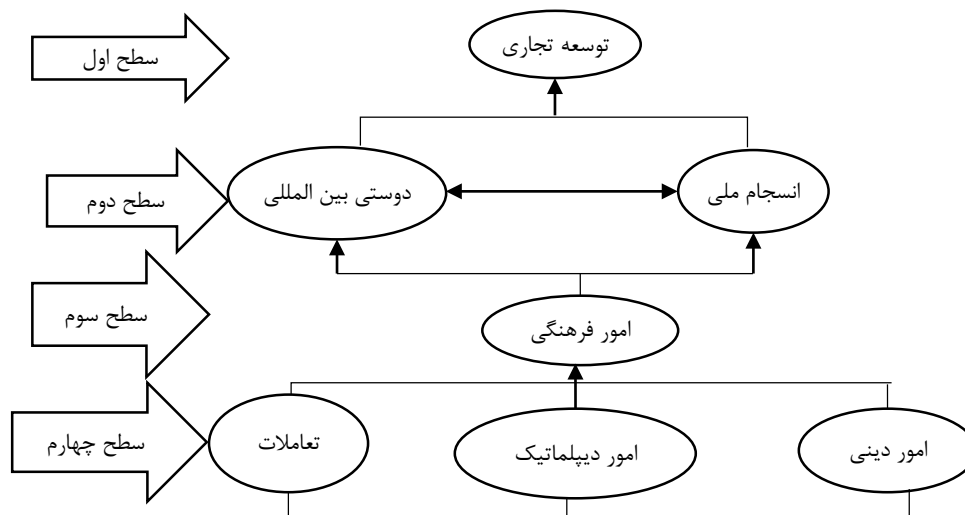 توسعه تجاری
سطح اول
انسجام ملی
دوستی بین المللی
سطح دوم
امور فرهنگی
سطح سوم
امور دینی
امور دیپلماتیک
تعاملات
سطح چهارم